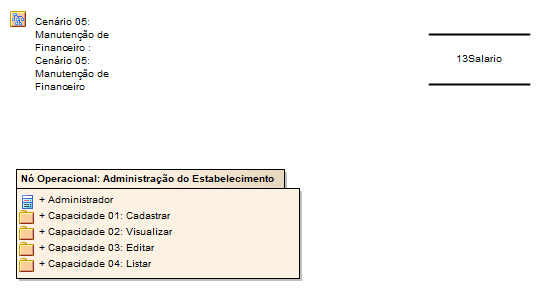 Cenário 05:
Manutenção de
Financeiro :
Cenário 05:
Manutenção de
Financeiro
13Salario
Nó Operacional: Administração do Estabelecimento
+ Administrador
+ Capacidade 01: Cadastrar
+ Capacidade 02: Visualizar
+ Capacidade 03: Editar
+ Capacidade 04: Listar